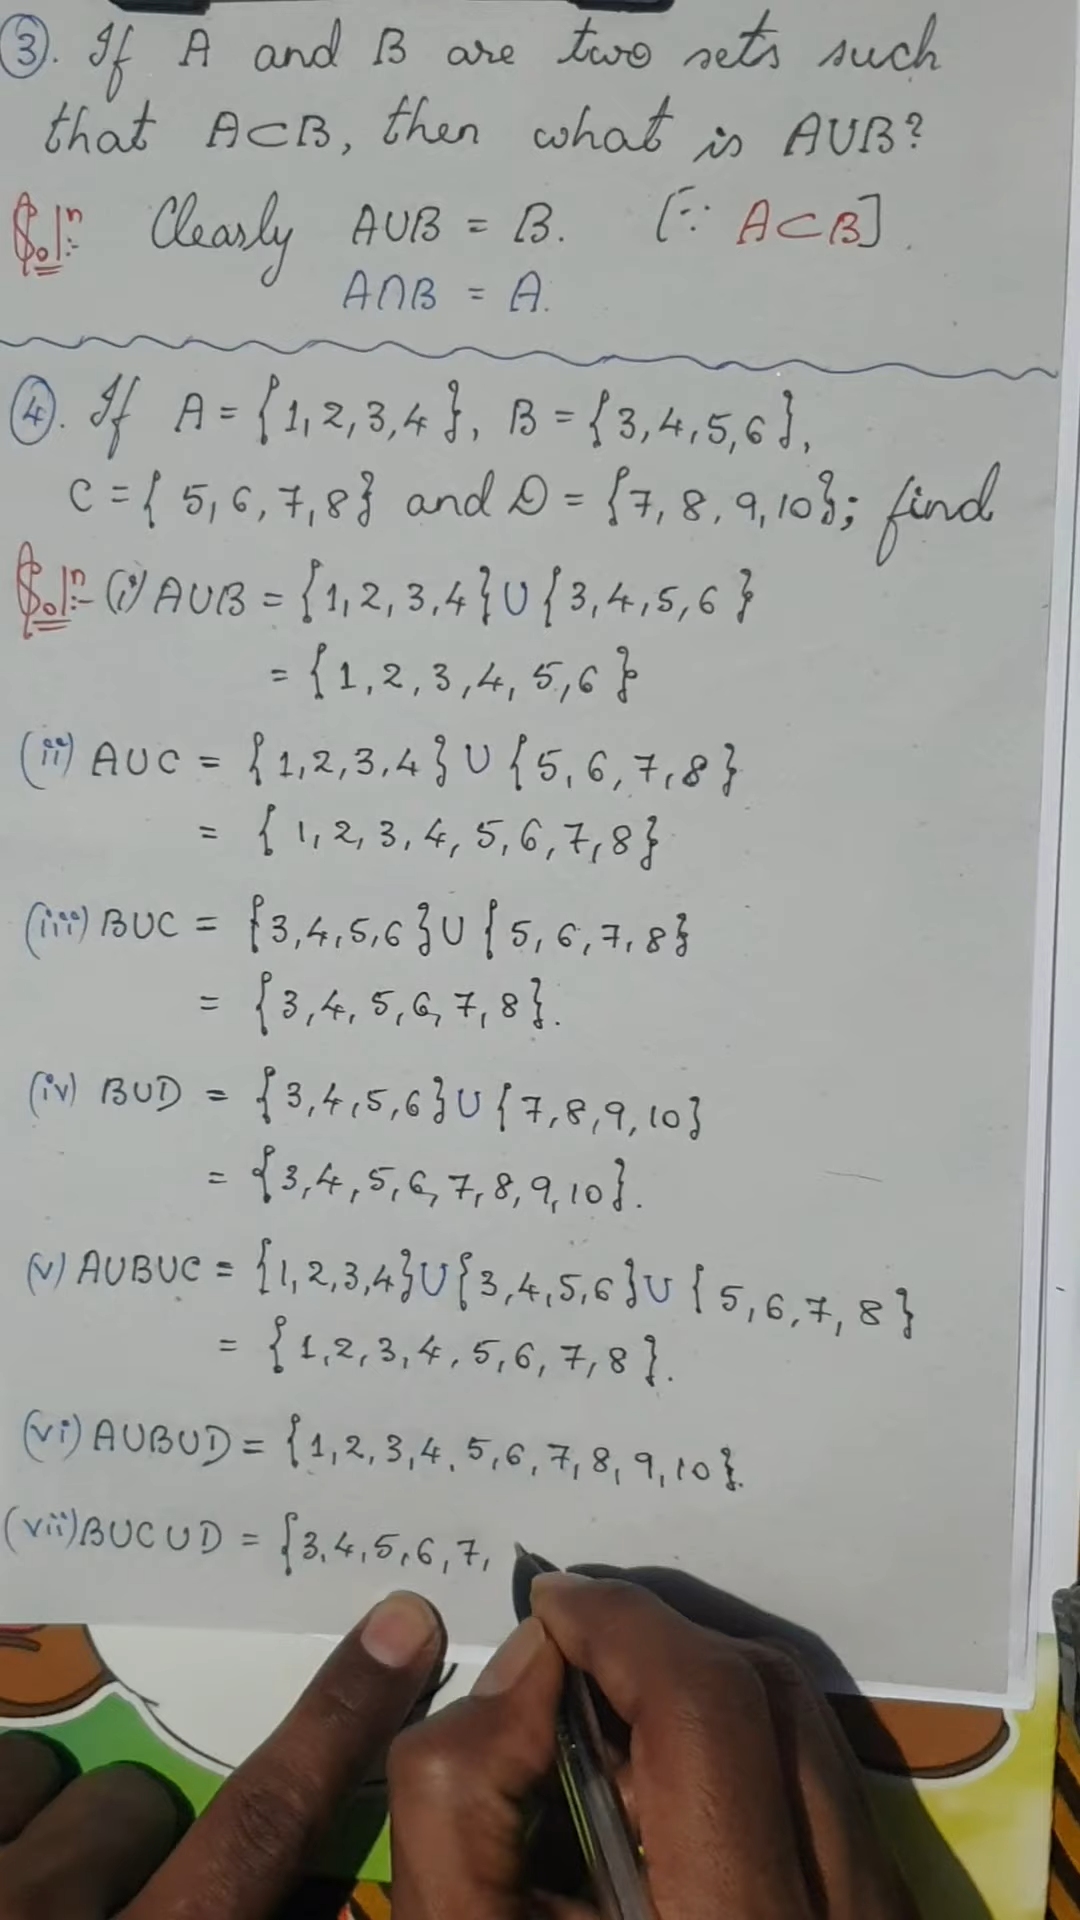 ③. If A and B are two sets such
that A⊂B, then what is A∪B?
Solⁿ:- Clearly A∪B = B. [∵ A⊂B].
A∩B = A.
④. If A = {1, 2, 3, 4}, B = {3, 4, 5, 6},
C = {5, 6, 7, 8} and D = {7, 8, 9, 10}; find
Solⁿ:- (i) A∪B = {1, 2, 3, 4} ∪ {3, 4, 5, 6}
= {1, 2, 3, 4, 5, 6}
(ii) A∪C = {1, 2, 3, 4} ∪ {5, 6, 7, 8}
= {1, 2, 3, 4, 5, 6, 7, 8}
(iii) B∪C = {3, 4, 5, 6} ∪ {5, 6, 7, 8}
= {3, 4, 5, 6, 7, 8}.
(iv) B∪D = {3, 4, 5, 6} ∪ {7, 8, 9, 10}
= {3, 4, 5, 6, 7, 8, 9, 10}.
(v) A∪B∪C = {1, 2, 3, 4} ∪ {3, 4, 5, 6} ∪ {5, 6, 7, 8}
= {1, 2, 3, 4, 5, 6, 7, 8}.
(vi) A∪B∪D = {1, 2, 3, 4, 5, 6, 7, 8, 9, 10}.
(vii) B∪C∪D = {3, 4, 5, 6, 7,